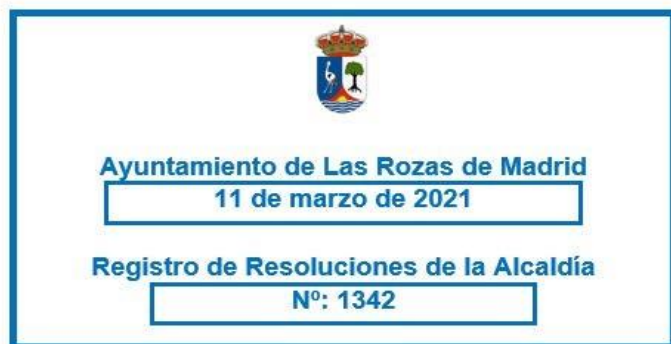 Ayuntamiento de Las Rozas de Madrid
11 de marzo de 2021
Registro de Resoluciones de la Alcaldía
Nº: 1342